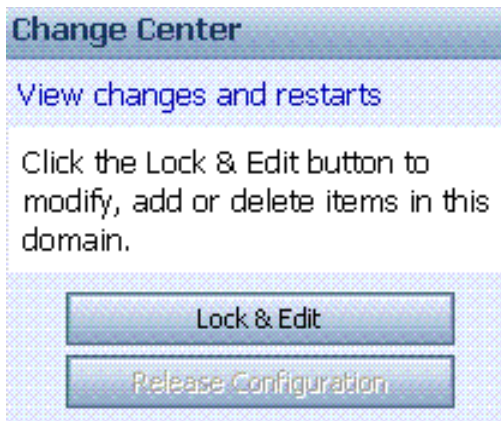 Change Center
View changes and restarts
Click the Lock & Edit button to
modify, add or delete items in this
domain.
Lock & Edit
Release Configuration